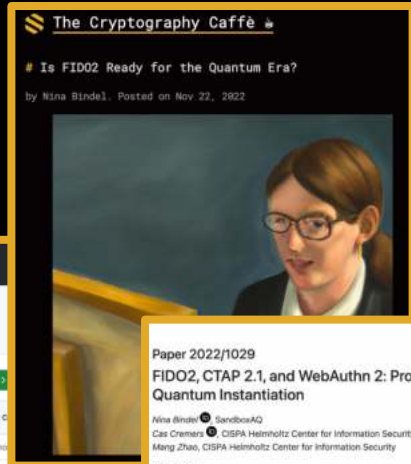 The Cryptography Caffè ☕
# Is FIDO2 Ready for the Quantum Era?
by Nina Bindel. Posted on Nov 22, 2022
Paper 2022/1029
FIDO2, CTAP 2.1, and WebAuthn 2: Pro
Quantum Instantiation
Nina Bindel, SandboxAQ
Cas Cremers, CISPA Helmholtz Center for Information Security
Mang Zhao, CISPA Helmholtz Center for Information Security